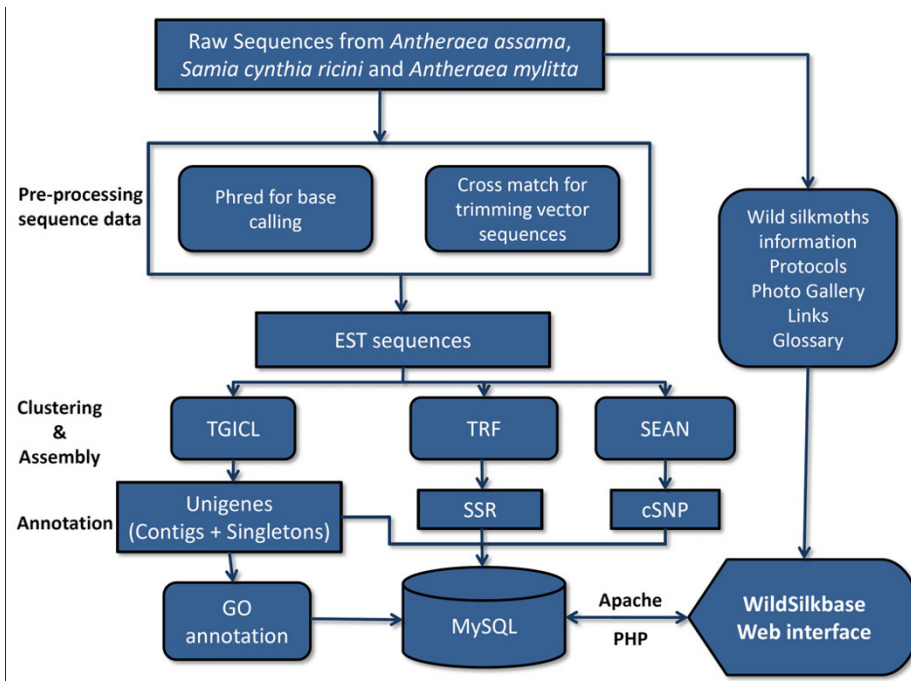 Raw Sequences from Antheraea assama,
Samia cynthia ricini and Antheraea mylitta
Pre-processing
sequence data
Phred for base
calling
Cross match for
trimming vector
sequences
Wild silkmoths
information
Protocols
Photo Gallery
Links
Glossary
EST sequences
Clustering
&
Assembly
TGICL
TRF
SEAN
Annotation
Unigenes
(Contigs + Singletons)
SSR
cSNP
GO
annotation
MySQL
Apache
PHP
WildSilkbase
Web interface